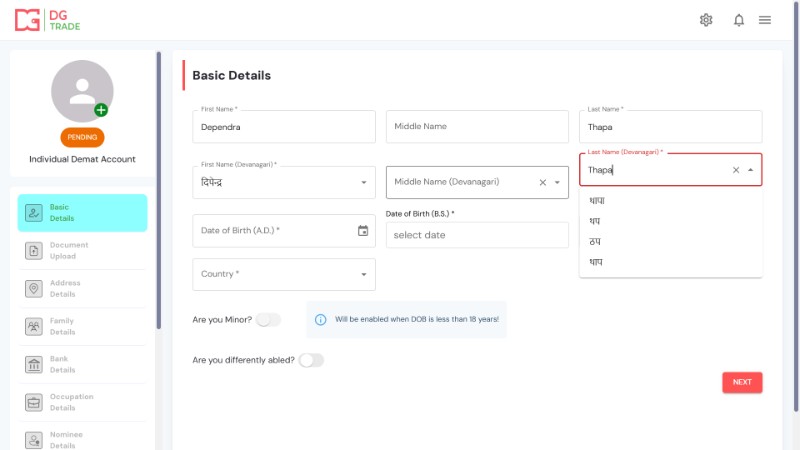 DG
TRADE
PENDING
Individual Demat Account
Basic
Details
Document
Upload
Address
Details
Family
Details
Bank
Details
Occupation
Details
Nominee
Details
Basic Details
First Name *
Dependra
Middle Name
Last Name *
Thapa
First Name (Devanagari) *
दिपेन्द्र
Middle Name (Devanagari)
Last Name (Devanagari) *
Thapa
थापा
थप
ठप
थाप
Date of Birth (A.D.) *
Date of Birth (B.S.) *
select date
Country *
Are you Minor?
Will be enabled when DOB is less than 18 years!
Are you differently abled?
NEXT